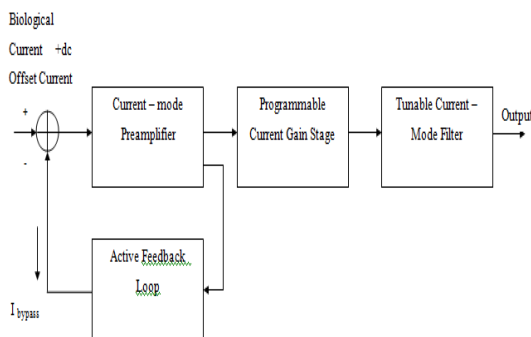 Biological
Current +dc
Offset Current
+
-
Current – mode
Preamplifier
Programmable
Current Gain Stage
Tunable Current –
Mode Filter
Output
Active Feedback
Loop
I bypass